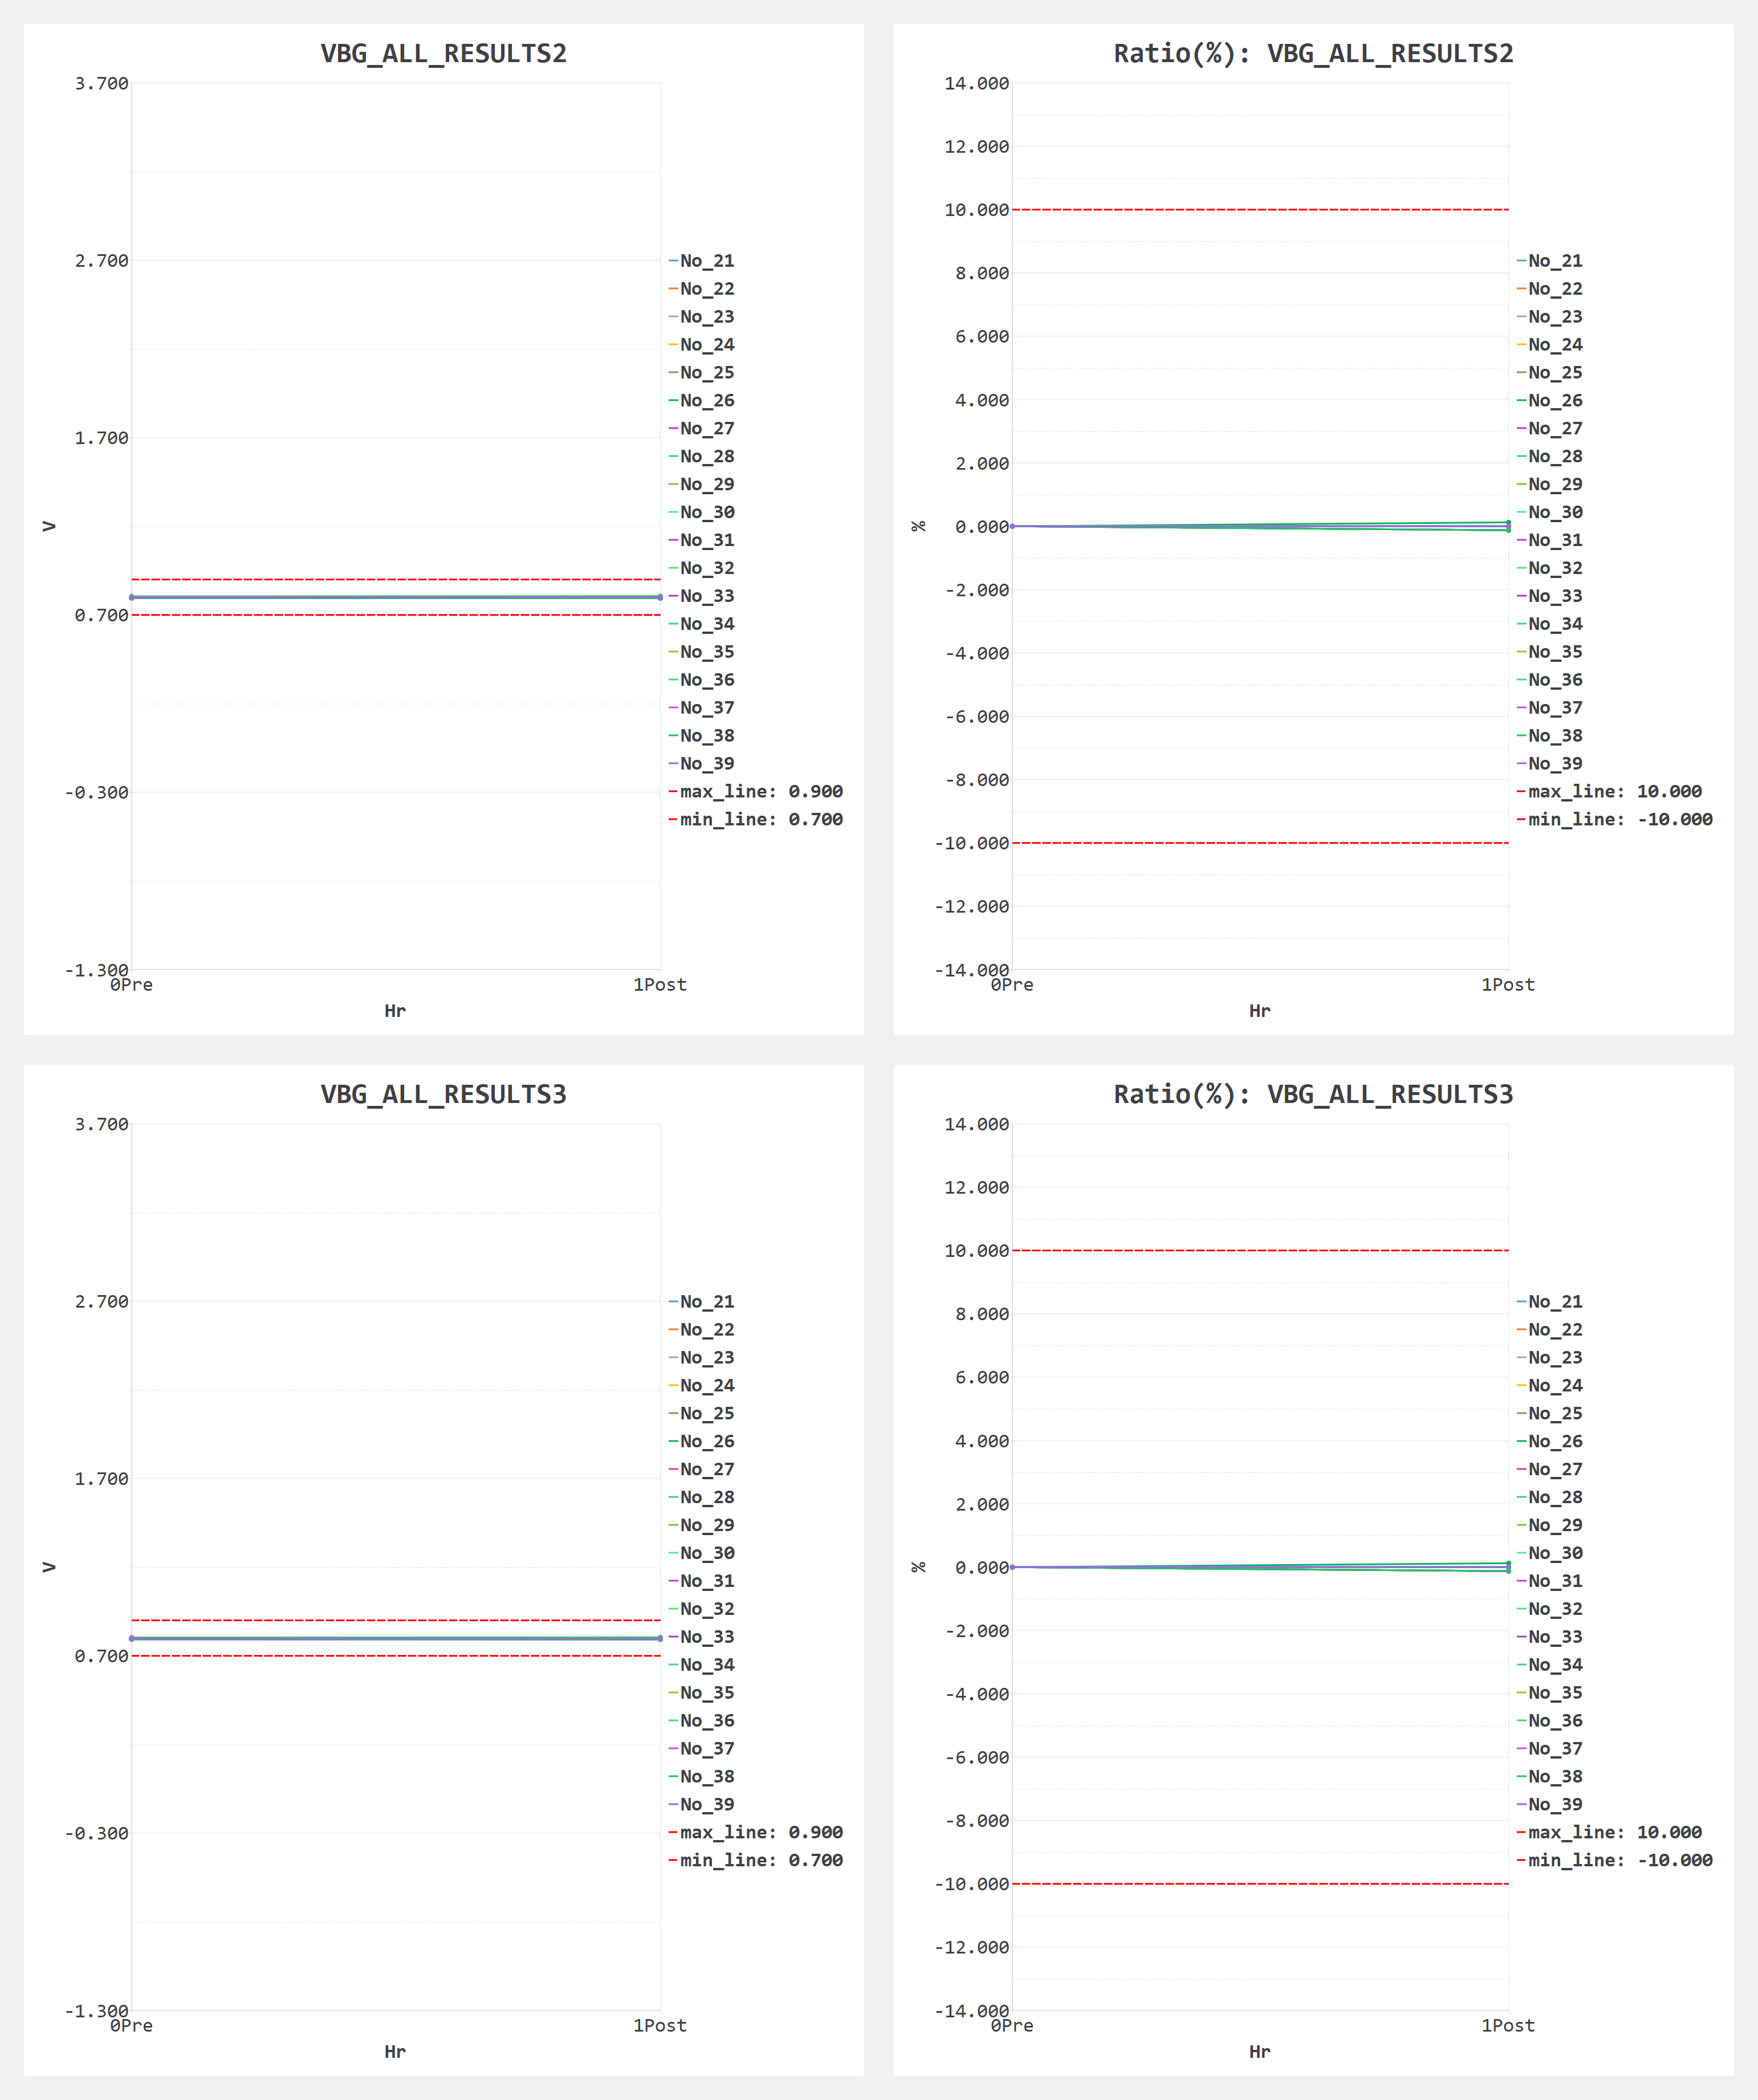 VBG_ALL_RESULTS2
3.700
2.700
1.700
0.700
-0.300
-1.300
V
0Pre
1Post
Hr
No_21
No_22
No_23
No_24
No_25
No_26
No_27
No_28
No_29
No_30
No_31
No_32
No_33
No_34
No_35
No_36
No_37
No_38
No_39
max_line: 0.900
min_line: 0.700
Ratio(%): VBG_ALL_RESULTS2
14.000
12.000
10.000
8.000
6.000
4.000
2.000
0.000
-2.000
-4.000
-6.000
-8.000
-10.000
-12.000
-14.000
%
0Pre
1Post
Hr
No_21
No_22
No_23
No_24
No_25
No_26
No_27
No_28
No_29
No_30
No_31
No_32
No_33
No_34
No_35
No_36
No_37
No_38
No_39
max_line: 10.000
min_line: -10.000
VBG_ALL_RESULTS3
3.700
2.700
1.700
0.700
-0.300
-1.300
V
0Pre
1Post
Hr
No_21
No_22
No_23
No_24
No_25
No_26
No_27
No_28
No_29
No_30
No_31
No_32
No_33
No_34
No_35
No_36
No_37
No_38
No_39
max_line: 0.900
min_line: 0.700
Ratio(%): VBG_ALL_RESULTS3
14.000
12.000
10.000
8.000
6.000
4.000
2.000
0.000
-2.000
-4.000
-6.000
-8.000
-10.000
-12.000
-14.000
%
0Pre
1Post
Hr
No_21
No_22
No_23
No_24
No_25
No_26
No_27
No_28
No_29
No_30
No_31
No_32
No_33
No_34
No_35
No_36
No_37
No_38
No_39
max_line: 10.000
min_line: -10.000